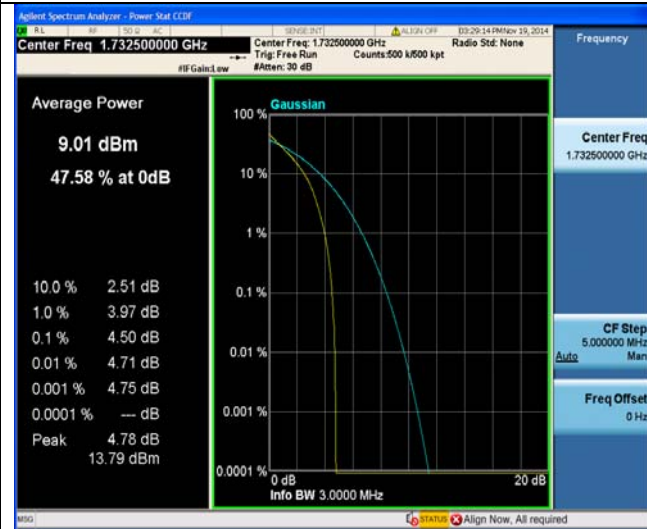 Agilent Spectrum Analyzer - Power Stat CCDF
RL RF 50 Ω AC SENSE:INT ALIGN OFF 03:29:14 PM Nov 19, 2014
Center Freq 1.732500000 GHz
Center Freq: 1.732500000 GHz Radio Std: None
Trig: Free Run Counts:500 k/500 kpt
#IFGain:Low #Atten: 30 dB
Frequency
Average Power
9.01 dBm
47.58 % at 0dB
10.0 % 2.51 dB
1.0 % 3.97 dB
0.1 % 4.50 dB
0.01 % 4.71 dB
0.001 % 4.75 dB
0.0001 % --- dB
Peak 4.78 dB
13.79 dBm
Gaussian
100 %
10 %
1 %
0.1 %
0.01 %
0.001 %
0.0001 %
0 dB 20 dB
Info BW 3.0000 MHz
Center Freq
1.732500000 GHz
CF Step
5.000000 MHz
Auto Man
Freq Offset
0 Hz
MSG STATUS Align Now, All required